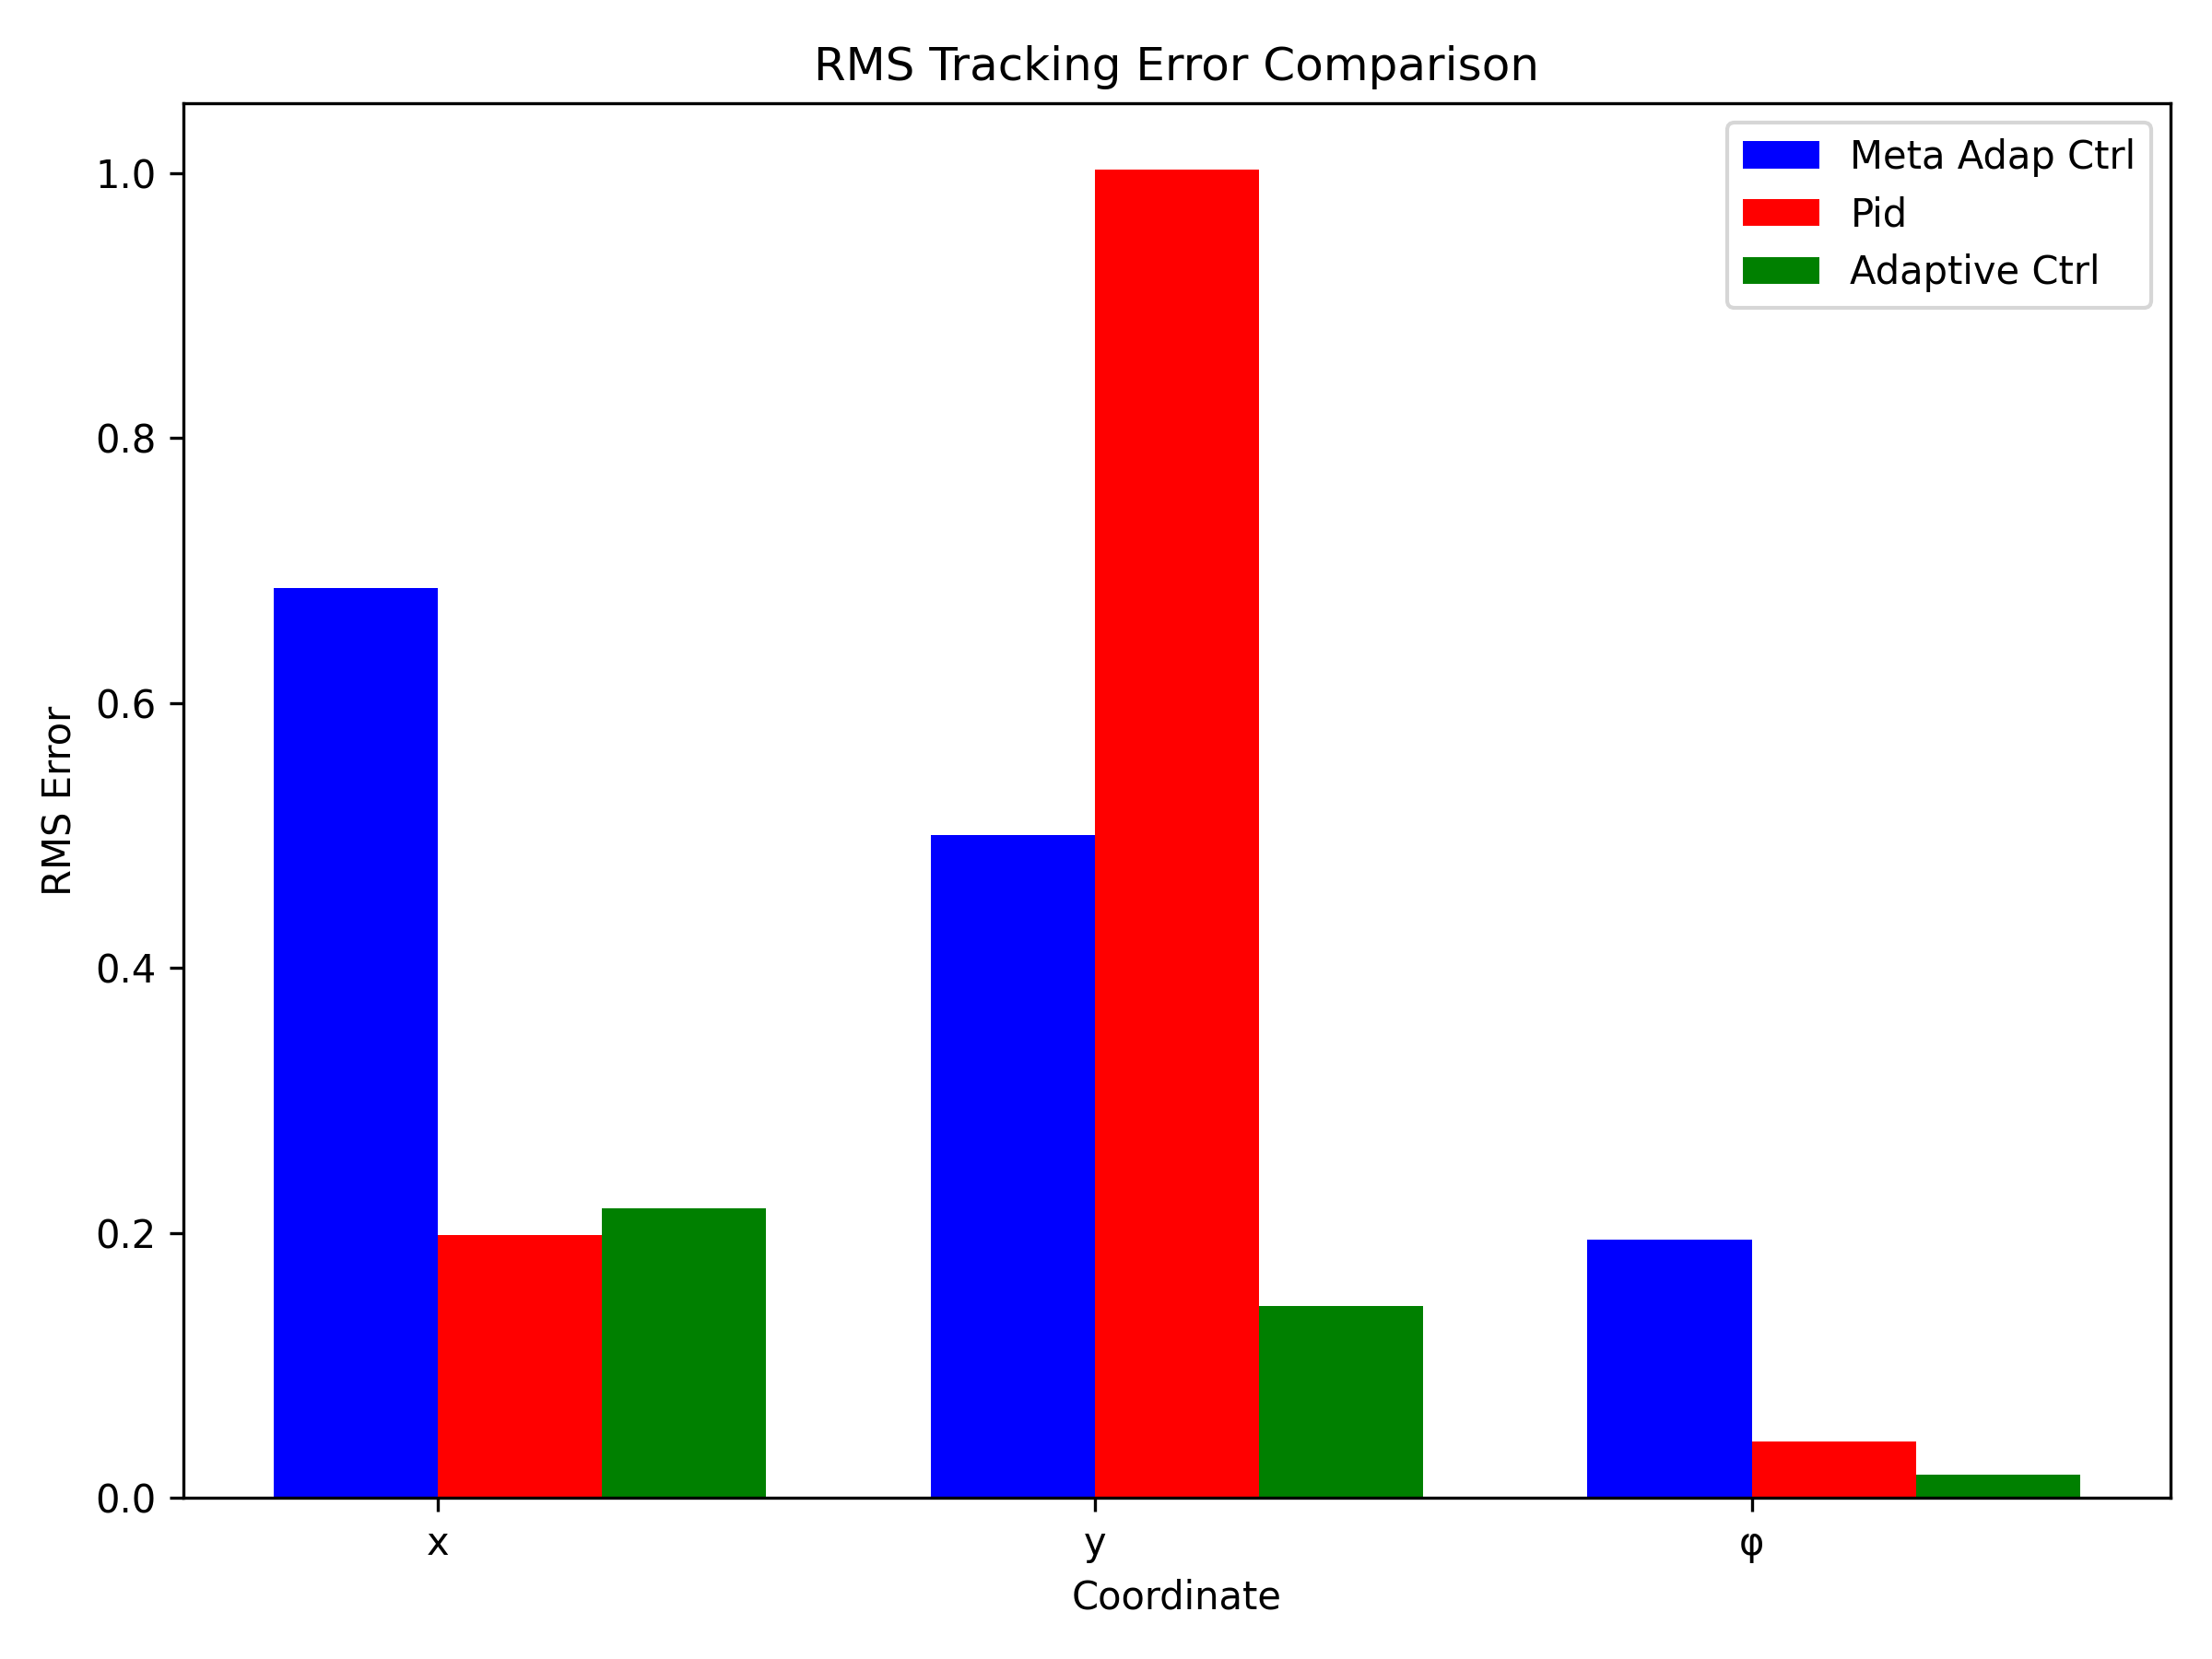 RMS Tracking Error Comparison
Meta Adap Ctrl
Pid
Adaptive Ctrl
RMS Error
1.0
0.8
0.6
0.4
0.2
0.0
x
y
φ
Coordinate